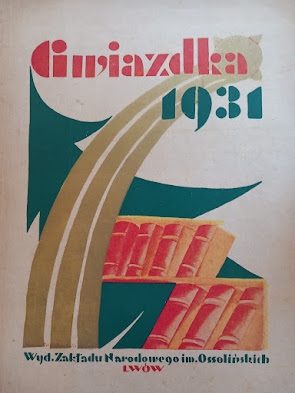 Gwiazdka
1931
Wyd. Zakładu Narodowego im. Ossolińskich
LWÓW